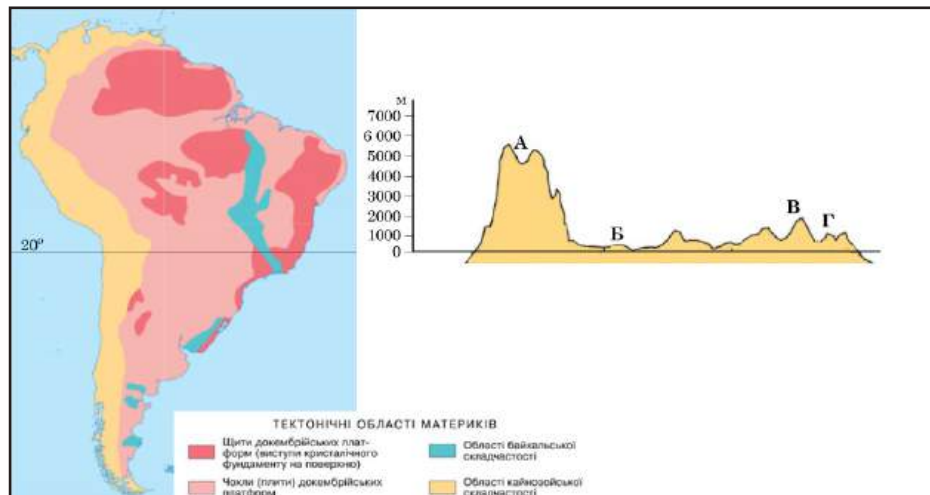 20⁰
м
7000
6 000
5000
4000
3000
2000
1000
0
А
Б
В
Г
ТЕКТОНІЧНІ ОБЛАСТІ МАТЕРИКІВ
Щити докембрійських плат-
форм (виступи кристалічного
фундаменту на поверхню)
Чохли (плити) докембрійських
платформ
Області байкальської
складчастості
Області кайнозойської
складчастості